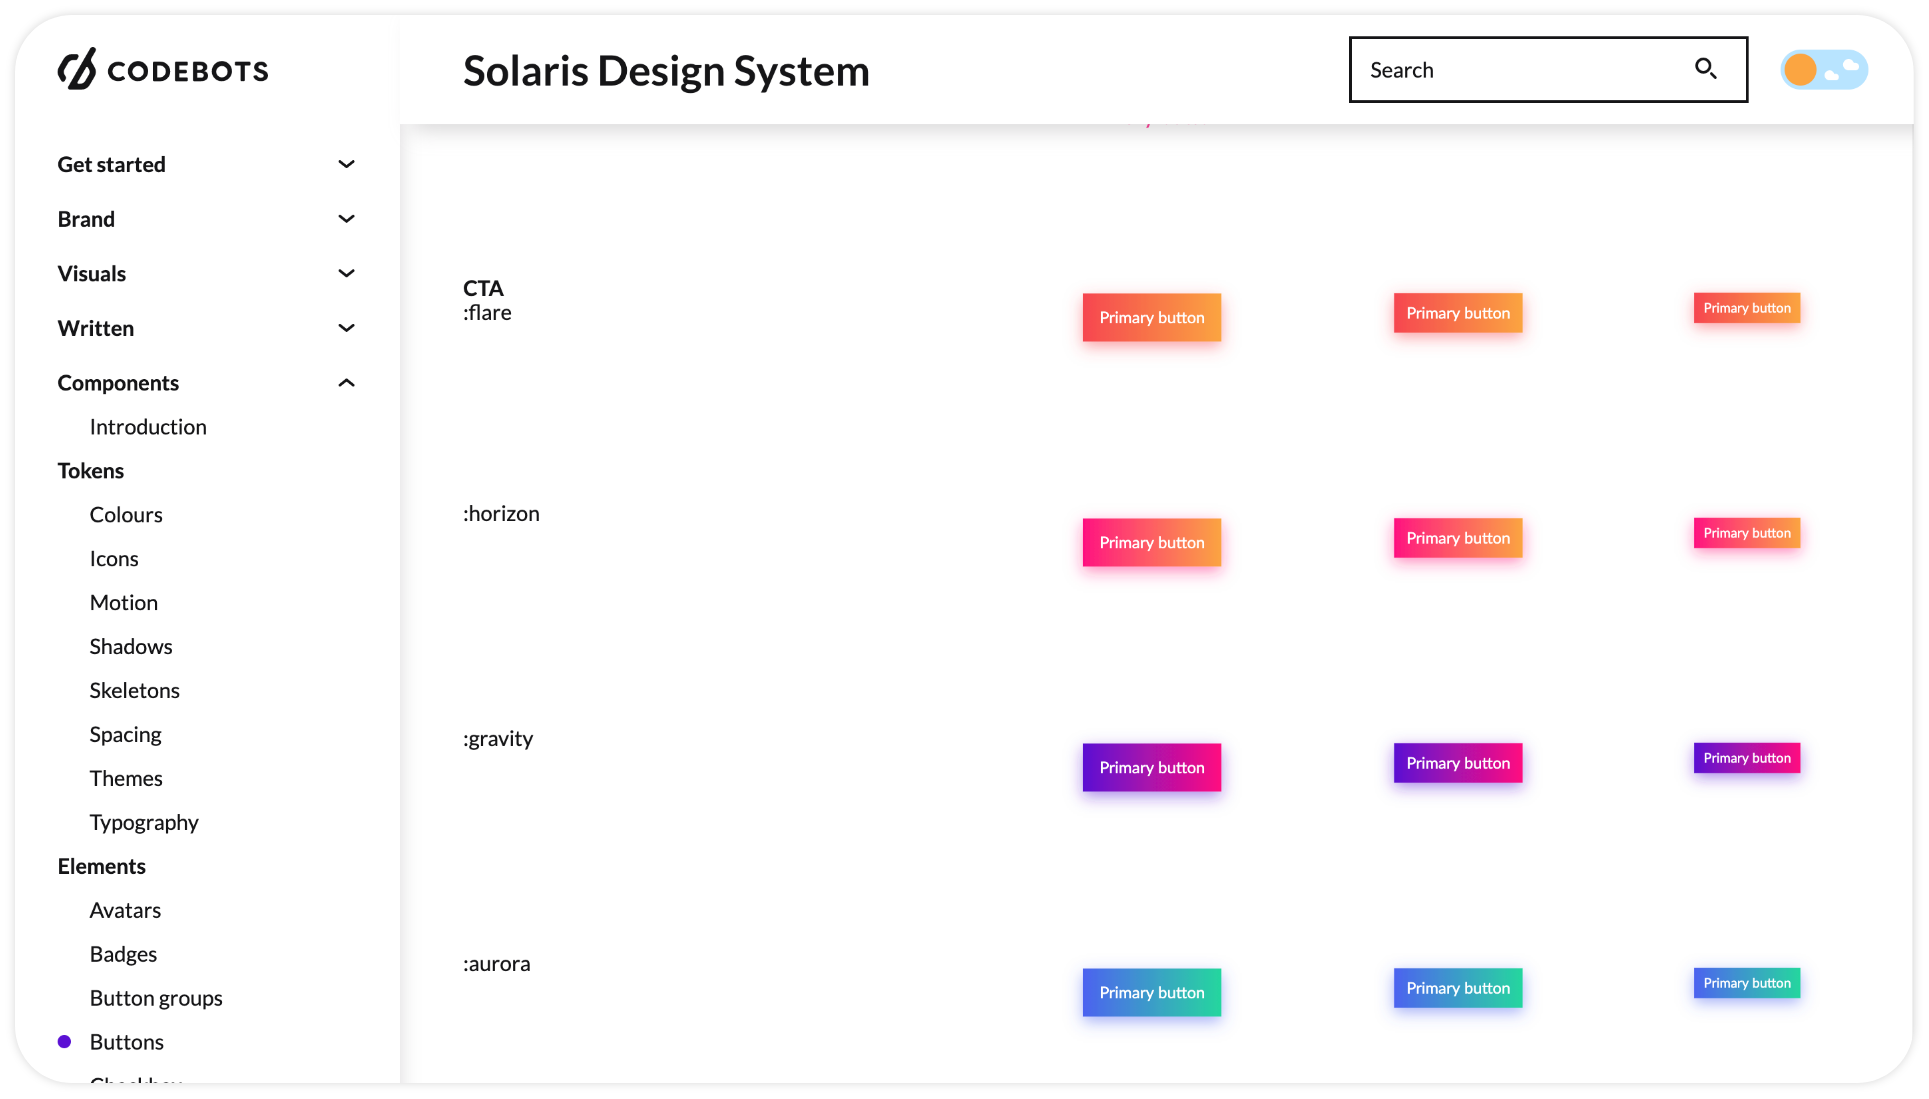 CODEBOTS
Solaris Design System
Search
Get started
Brand
Visuals
Written
Components
Introduction
Tokens
Colours
Icons
Motion
Shadows
Skeletons
Spacing
Themes
Typography
Elements
Avatars
Badges
Button groups
Buttons
CTA
:flare
Primary button
Primary button
Primary button
:horizon
Primary button
Primary button
Primary button
:gravity
Primary button
Primary button
Primary button
:aurora
Primary button
Primary button
Primary button